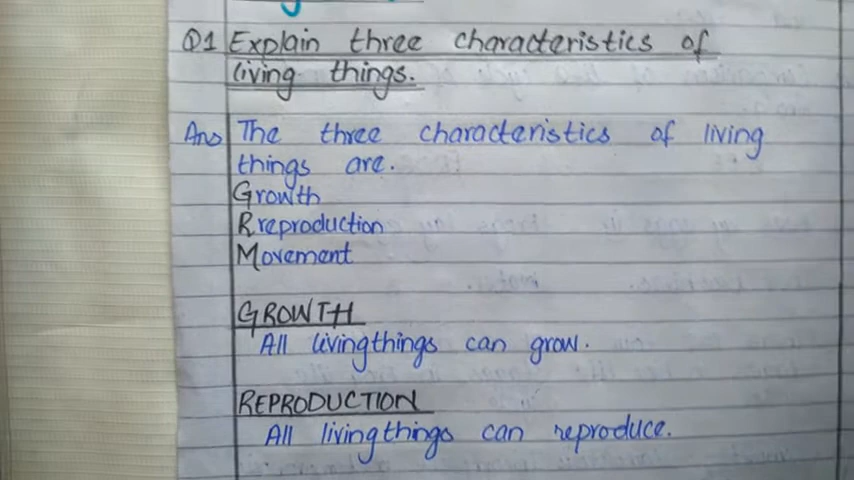 Q1 Explain three characteristics of
living things.
Ans The three characteristics of living
things are.
Growth
Rreproduction
Movement
GROWTH
All livingthings can grow.
REPRODUCTION
All livingthings can reproduce.